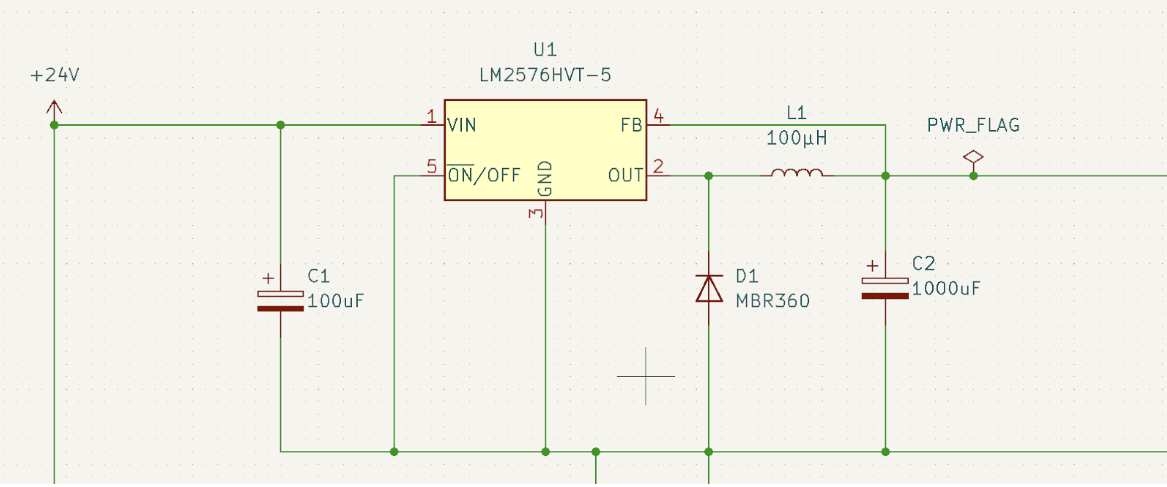 U1
LM2576HVT-5
+24V
L1
100µH
PWR_FLAG
1
VIN
FB
4
5
ON/OFF
GND
OUT
2
3
+
C1
100uF
D1
MBR360
+
C2
1000uF